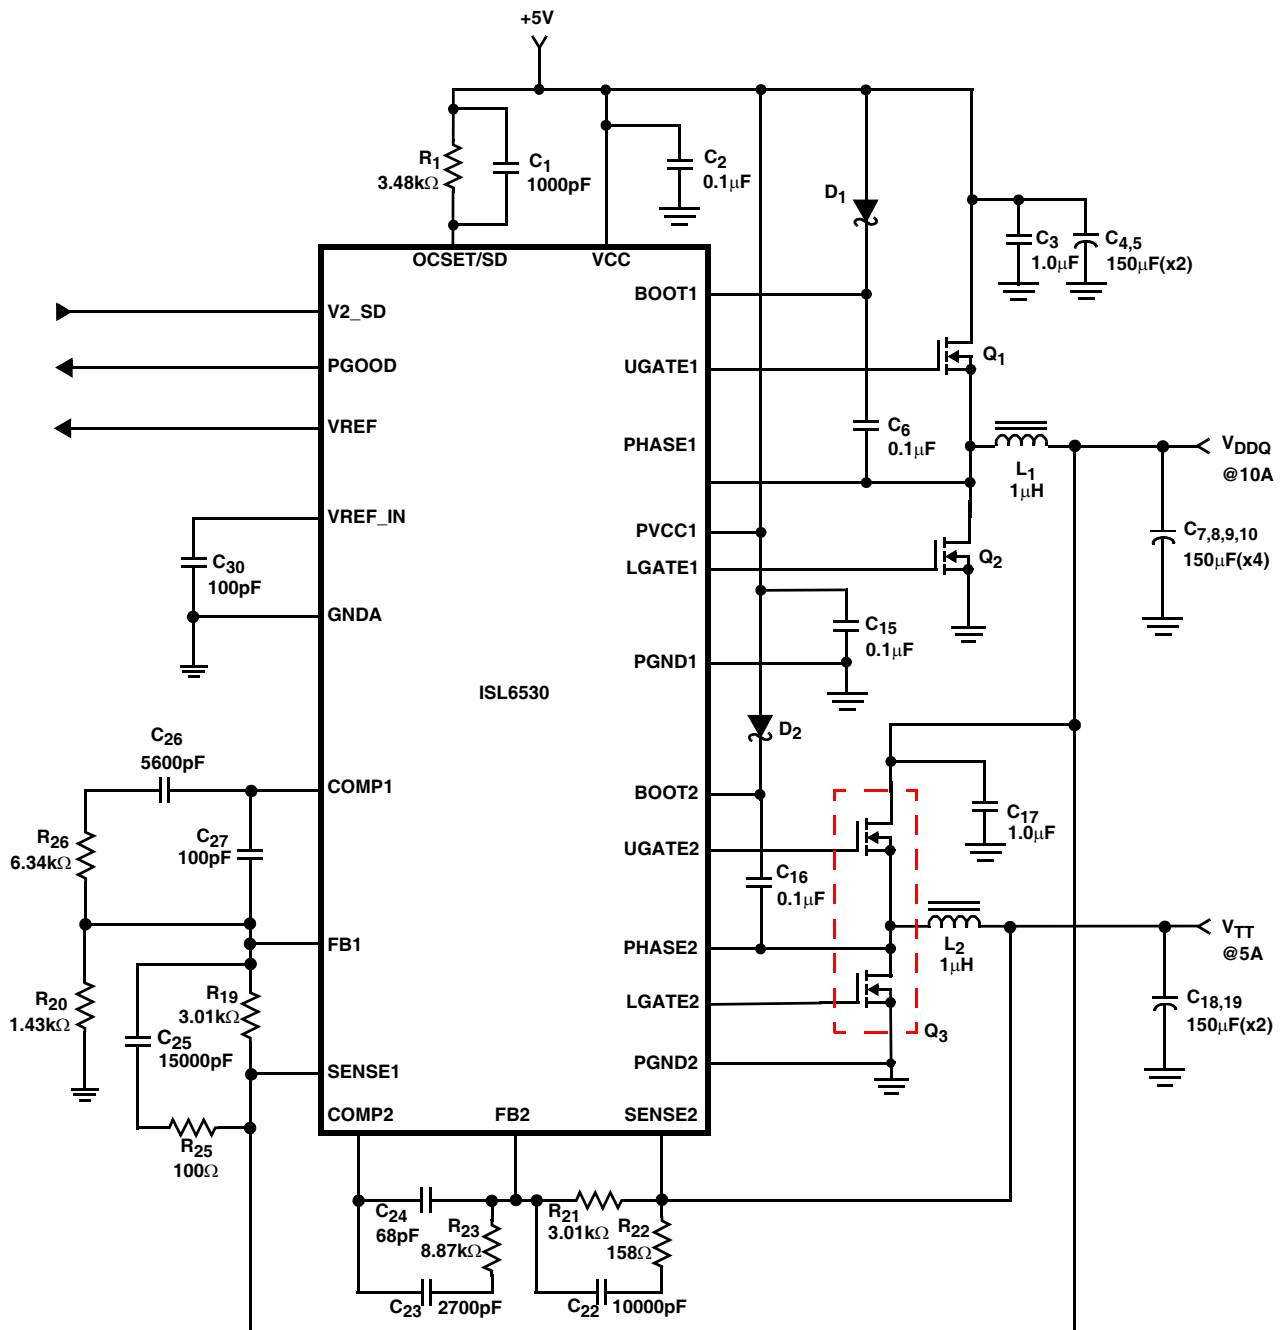 +5V
R1
3.48kΩ
C1
1000pF
C2
0.1µF
D1
C3
1.0µF
C4,5
150µF(x2)
OCSET/SD
VCC
BOOT1
V2_SD
PGOOD
UGATE1
Q1
VREF
C6
0.1µF
PHASE1
L1
1µH
VDDQ
@10A
VREF_IN
PVCC1
C7,8,9,10
150µF(x4)
C30
100pF
LGATE1
Q2
GNDA
C15
0.1µF
PGND1
ISL6530
D2
C26
5600pF
COMP1
BOOT2
C17
1.0µF
R26
6.34kΩ
C27
100pF
UGATE2
C16
0.1µF
FB1
PHASE2
L2
1µH
VTT
@5A
R20
1.43kΩ
R19
3.01kΩ
LGATE2
C18,19
150µF(x2)
C25
15000pF
Q3
SENSE1
PGND2
COMP2
FB2
SENSE2
R25
100Ω
C24
68pF
R23
8.87kΩ
R21
3.01kΩ
R22
158Ω
C23
2700pF
C22
10000pF